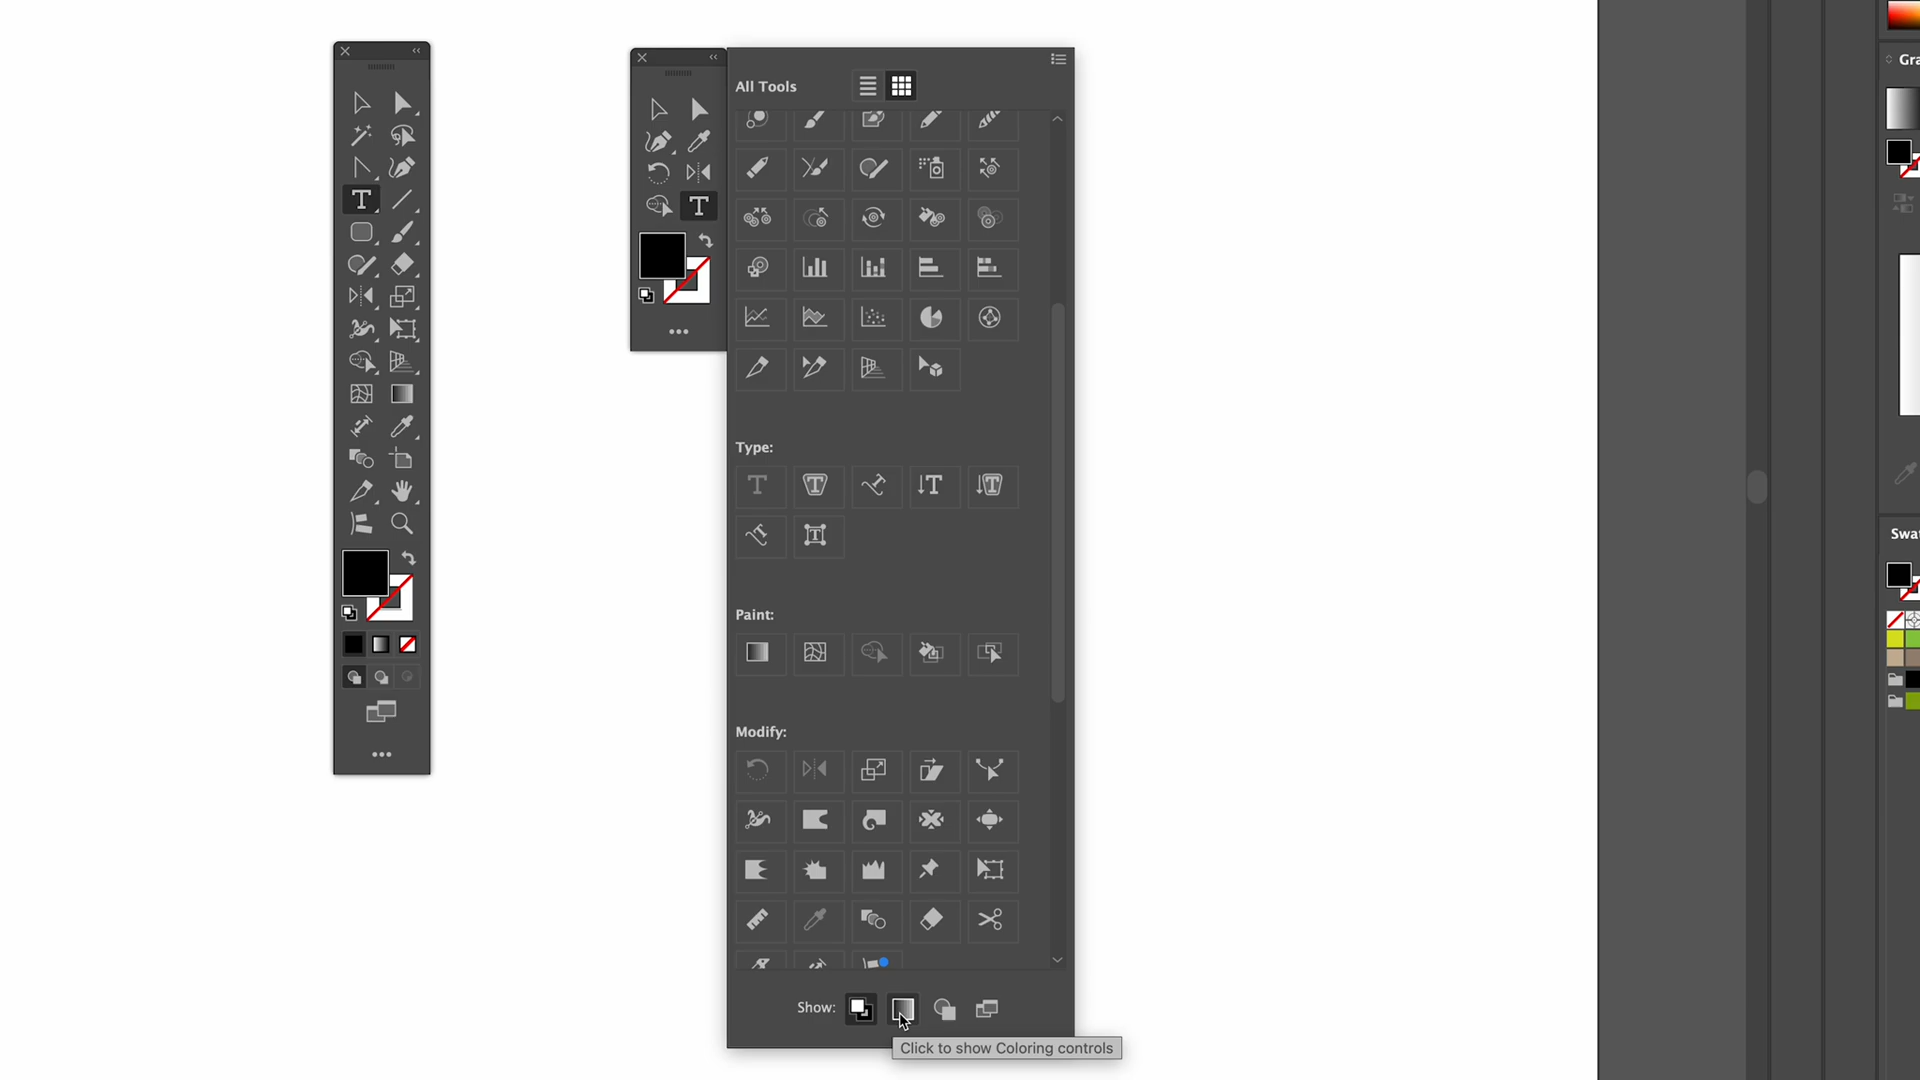 All Tools
Type:
Paint:
Modify:
Show:
Click to show Coloring controls
Gra
Swa